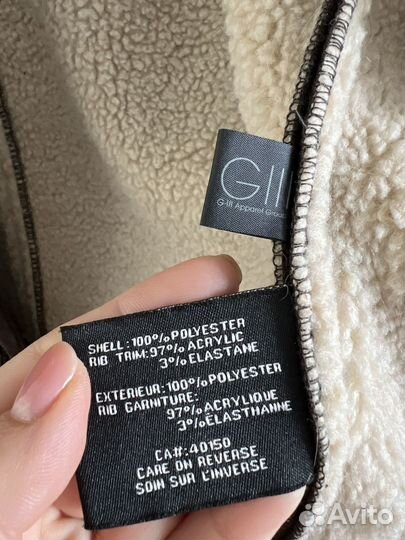 GIII
G-III Apparel Group
SHELL:100%POLYESTER
RIB TRIM:97%ACRYLIC
3%ELASTANE
EXTERIEUR:100%POLYESTER
RIB GARNITURE:
97%ACRYLIQUE
3%ÉLASTHANNE
CA#:40150
CARE ON REVERSE
SOIN SUR L'INVERSE
Avito